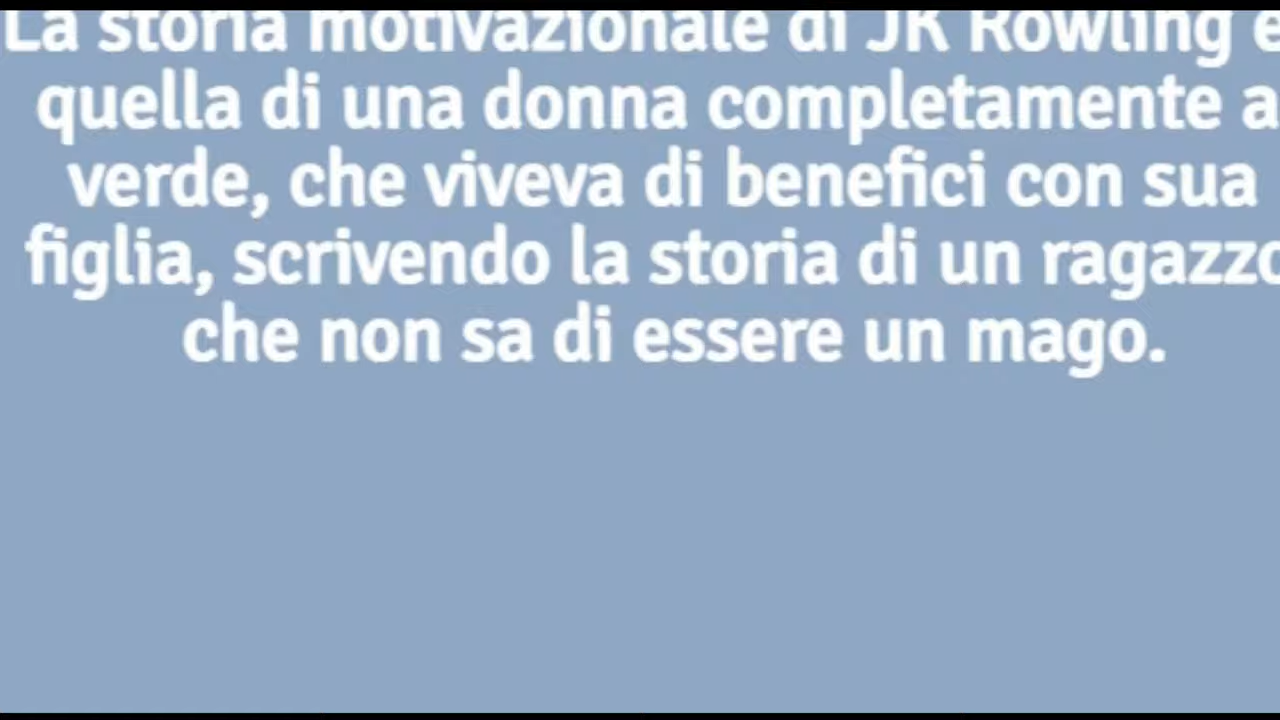 La storia motivazionale di JK Rowling è
quella di una donna completamente al
verde, che viveva di benefici con sua
figlia, scrivendo la storia di un ragazzo
che non sa di essere un mago.